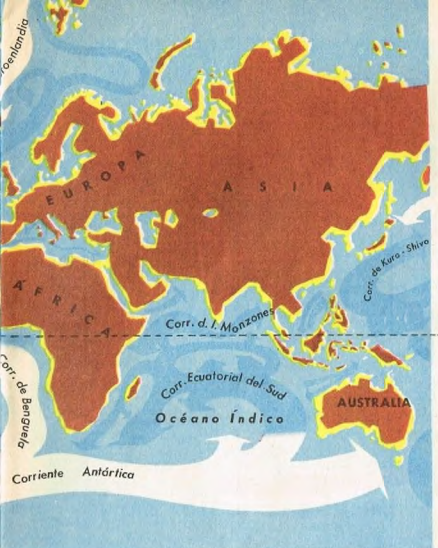 roenlandia
EUROPA
ASIA
Corr. de Kuro-Shivo
ÁFRICA
Corr. d. l. Monzones
Corr. Ecuatorial del Sud
Océano Índico
AUSTRALIA
Corr. de Benguela
Corriente Antártica